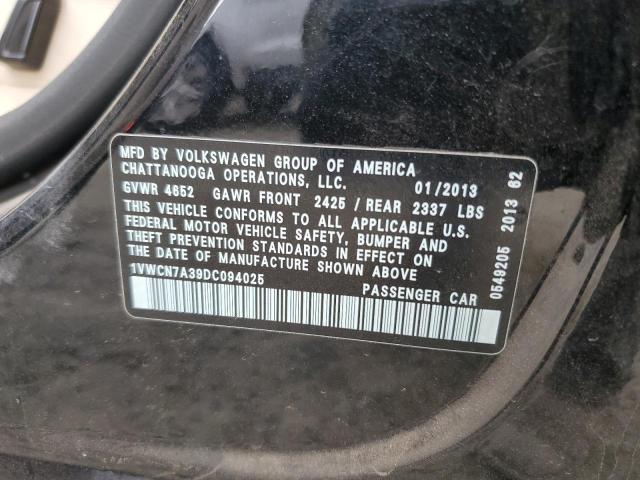 MFD BY VOLKSWAGEN GROUP OF AMERICA
CHATTANOOGA OPERATIONS, LLC. 01/2013
GVWR 4652 GAWR FRONT 2425 / REAR 2337 LBS
THIS VEHICLE CONFORMS TO ALL APPLICABLE U.S.
FEDERAL MOTOR VEHICLE SAFETY, BUMPER AND
THEFT PREVENTION STANDARDS IN EFFECT ON
THE DATE OF MANUFACTURE SHOWN ABOVE
1VWCN7A39DC094025 PASSENGER CAR
0549205 2013 62